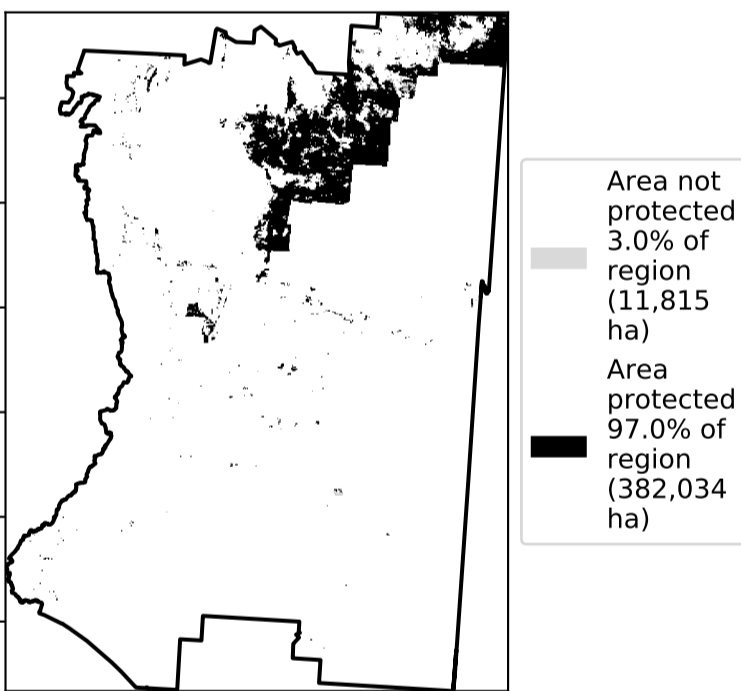 Area not
protected
3.0% of
region
(11,815
ha)
Area
protected
97.0% of
region
(382,034
ha)